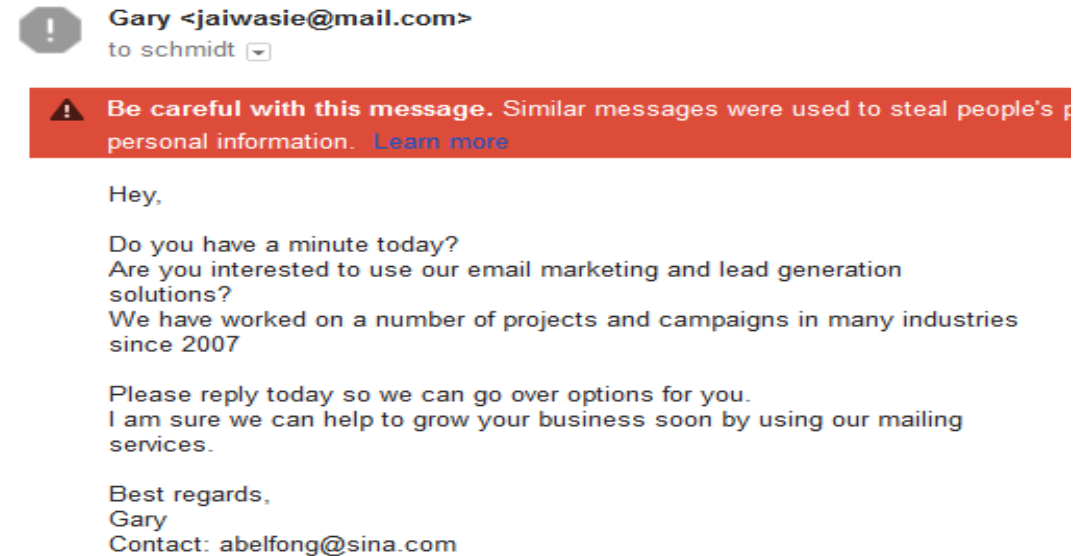 Gary <jaiwasie@mail.com>
to schmidt
Be careful with this message. Similar messages were used to steal people's
personal information. Learn more
Hey,
Do you have a minute today?
Are you interested to use our email marketing and lead generation
solutions?
We have worked on a number of projects and campaigns in many industries
since 2007
Please reply today so we can go over options for you.
I am sure we can help to grow your business soon by using our mailing
services.
Best regards,
Gary
Contact: abelfong@sina.com